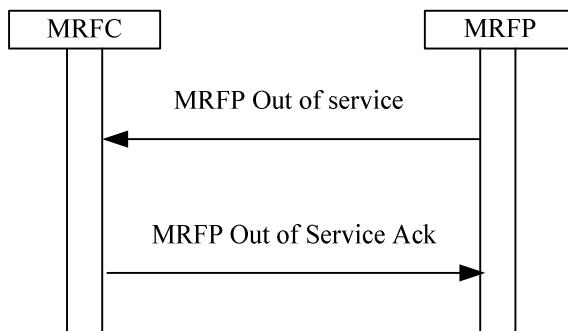 MRFC
MRFP
MRFP Out of service
MRFP Out of Service Ack